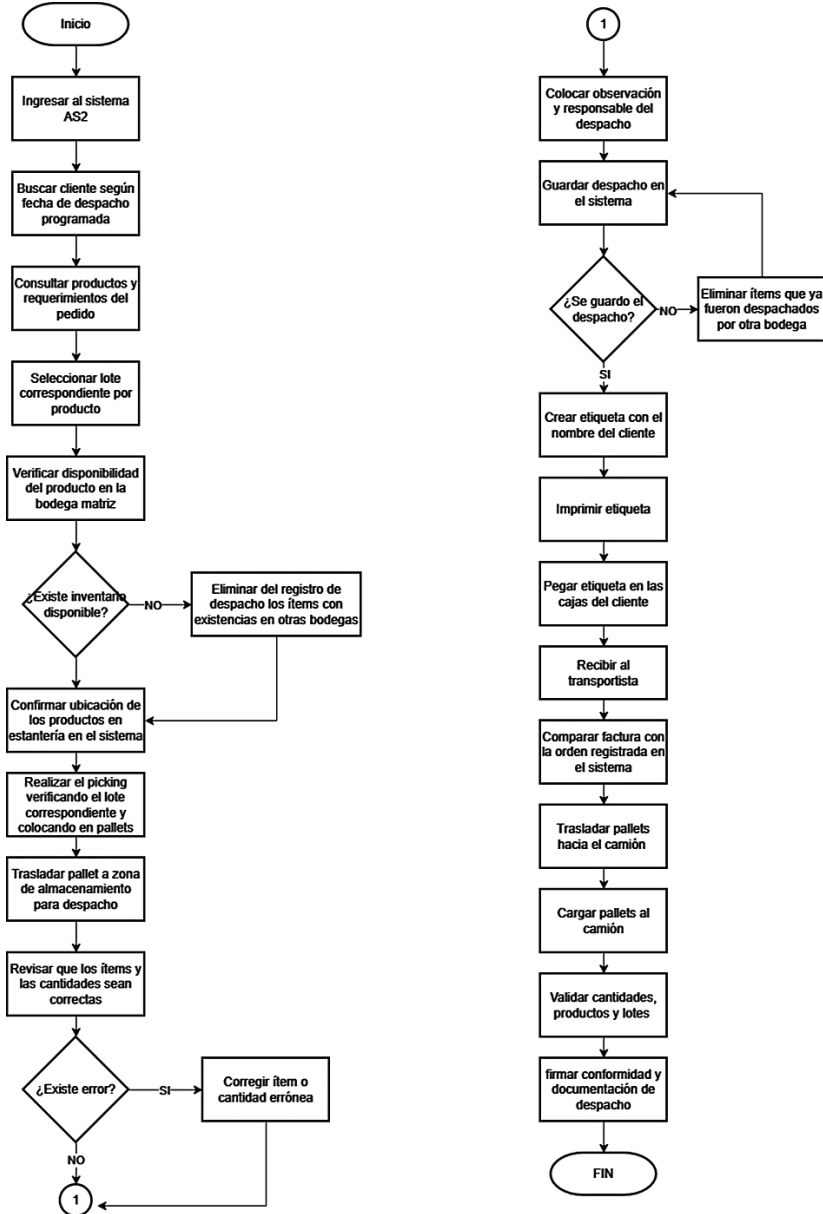 Inicio
Ingresar al sistema
AS2
Buscar cliente según
fecha de despacho
programada
Consultar productos y
requerimientos del
pedido
Seleccionar lote
correspondiente por
producto
Verificar disponibilidad
del producto en la
bodega matriz
¿Existe inventario
disponible?
NO
Eliminar del registro de
despacho los ítems con
existencias en otras bodegas
Confirmar ubicación de
los productos en
estantería en el sistema
Realizar el picking
verificando el lote
correspondiente y
colocando en pallets
Trasladar pallet a zona
de almacenamiento
para despacho
Revisar que los ítems y
las cantidades sean
correctas
¿Existe error?
SI
Corregir ítem o
cantidad errónea
NO
1
1
Colocar observación
y responsable del
despacho
Guardar despacho en
el sistema
¿Se guardo el
despacho?
NO
Eliminar ítems que ya
fueron despachados
por otra bodega
SI
Crear etiqueta con el
nombre del cliente
Imprimir etiqueta
Pegar etiqueta en las
cajas del cliente
Recibir al
transportista
Comparar factura con
la orden registrada en
el sistema
Trasladar pallets
hacia el camión
Cargar pallets al
camión
Validar cantidades,
productos y lotes
firmar conformidad y
documentación de
despacho
FIN